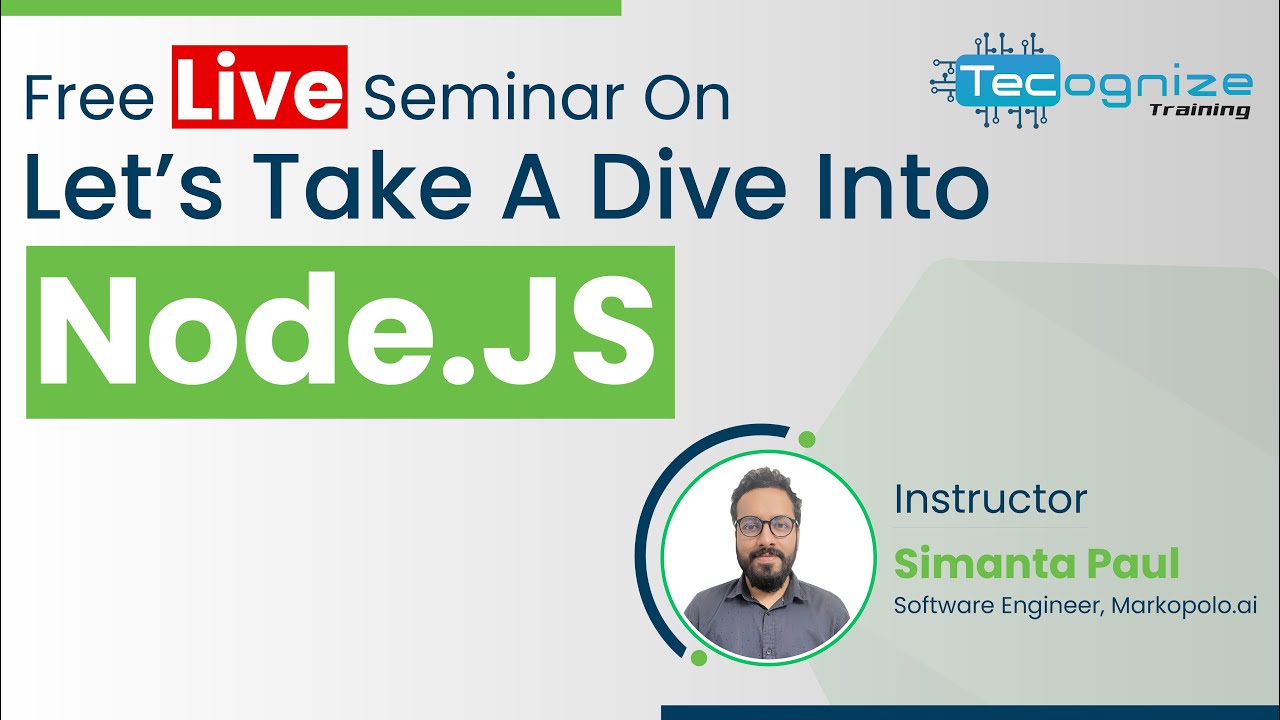 Free Live Seminar On
Let’s Take A Dive Into
Node.JS
Tecognize
Training
Instructor
Simanta Paul
Software Engineer, Markopolo.ai